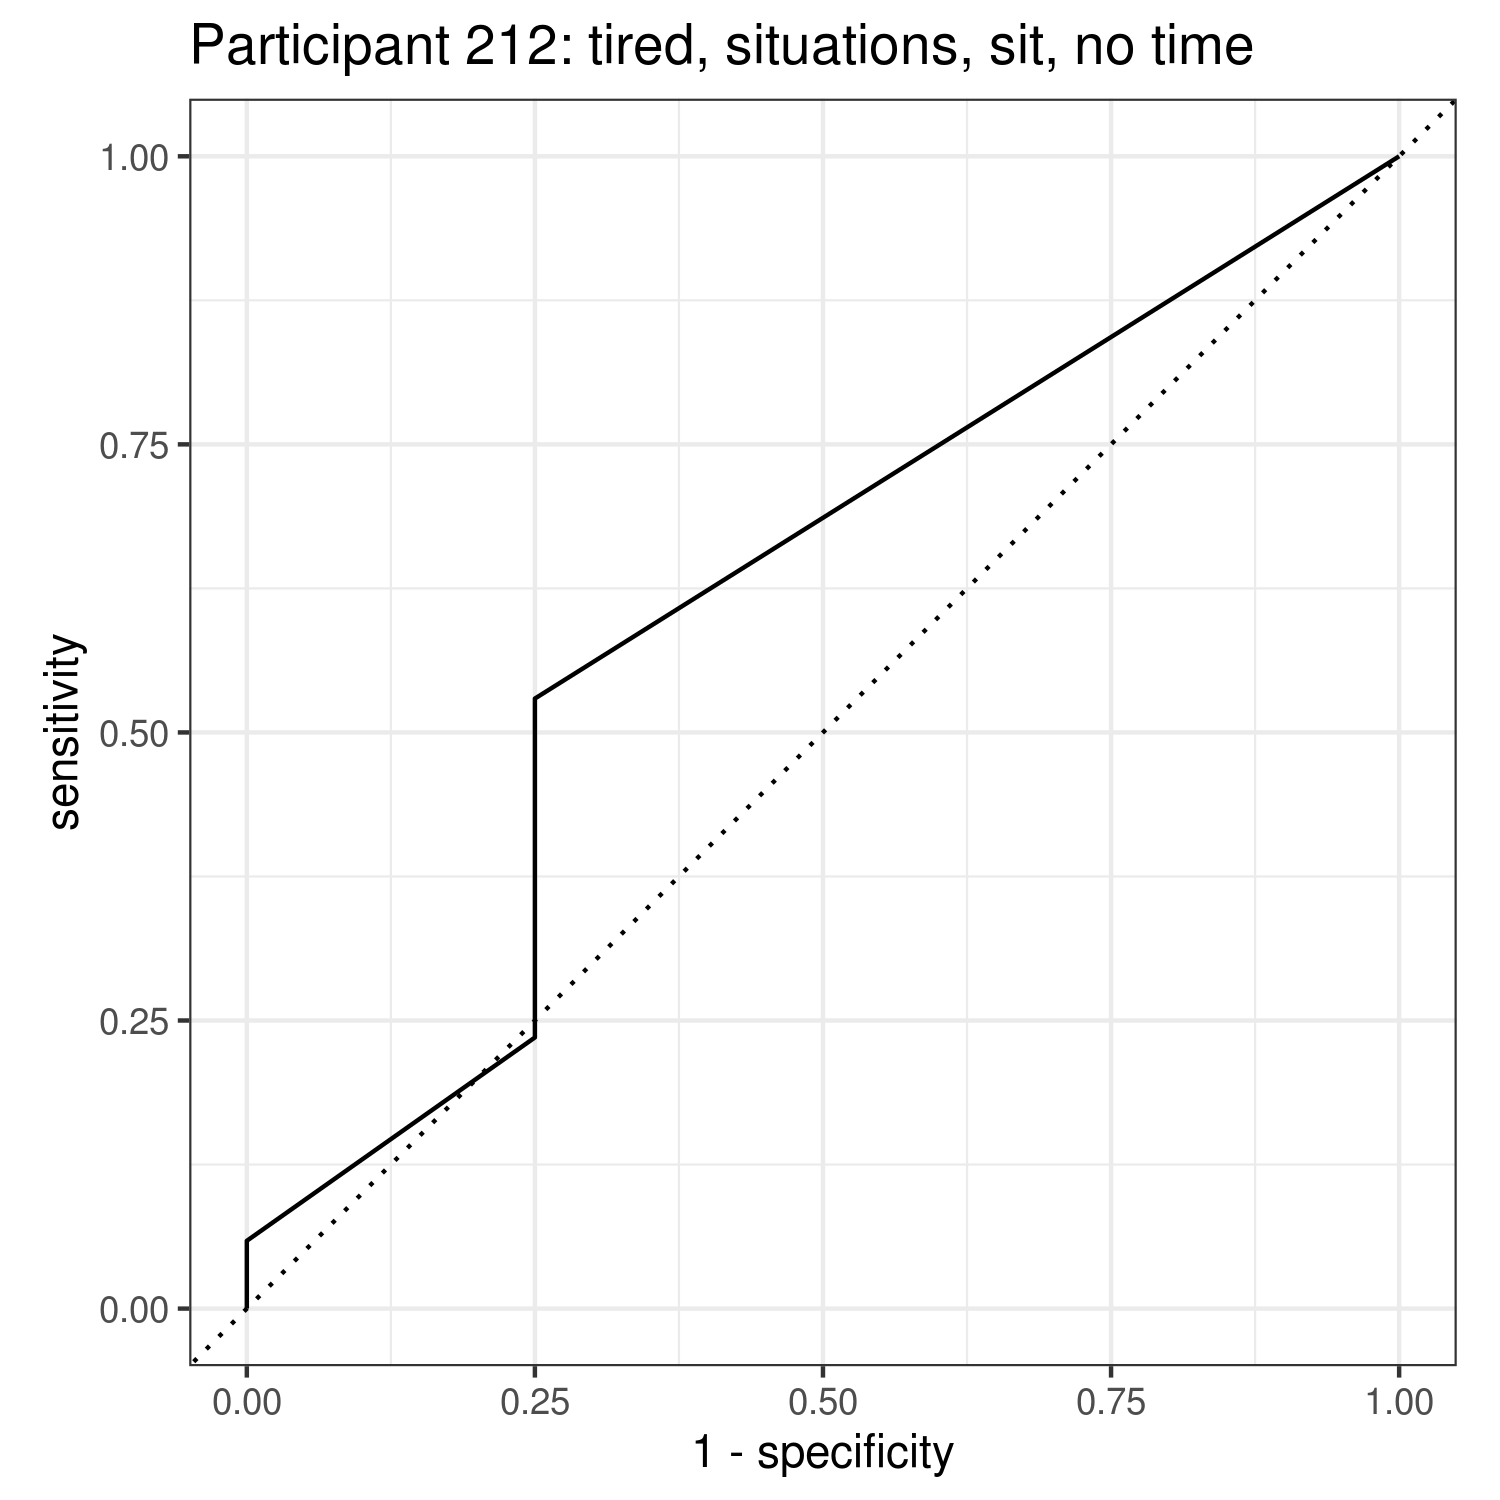 Participant 212: tired, situations, sit, no time
1.00
0.75
0.50
0.25
0.00
sensitivity
0.00 0.25 0.50 0.75 1.00
1 - specificity